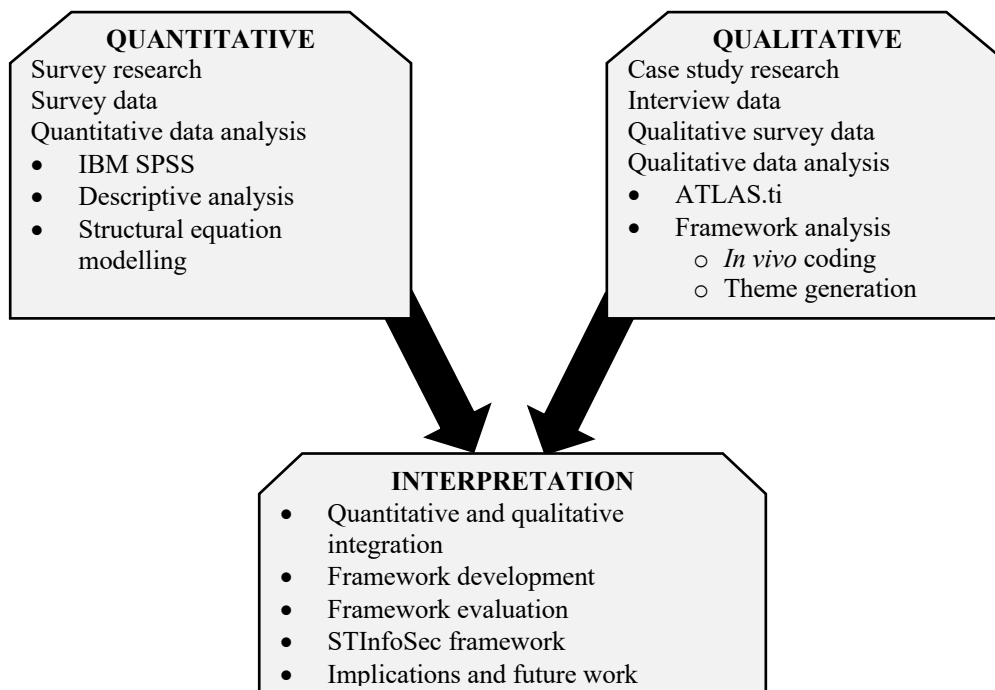 QUANTITATIVE
Survey research
Survey data
Quantitative data analysis
• IBM SPSS
• Descriptive analysis
• Structural equation
modelling
QUALITATIVE
Case study research
Interview data
Qualitative survey data
Qualitative data analysis
• ATLAS.ti
• Framework analysis
o In vivo coding
o Theme generation
INTERPRETATION
• Quantitative and qualitative
integration
• Framework development
• Framework evaluation
• STInfoSec framework
• Implications and future work